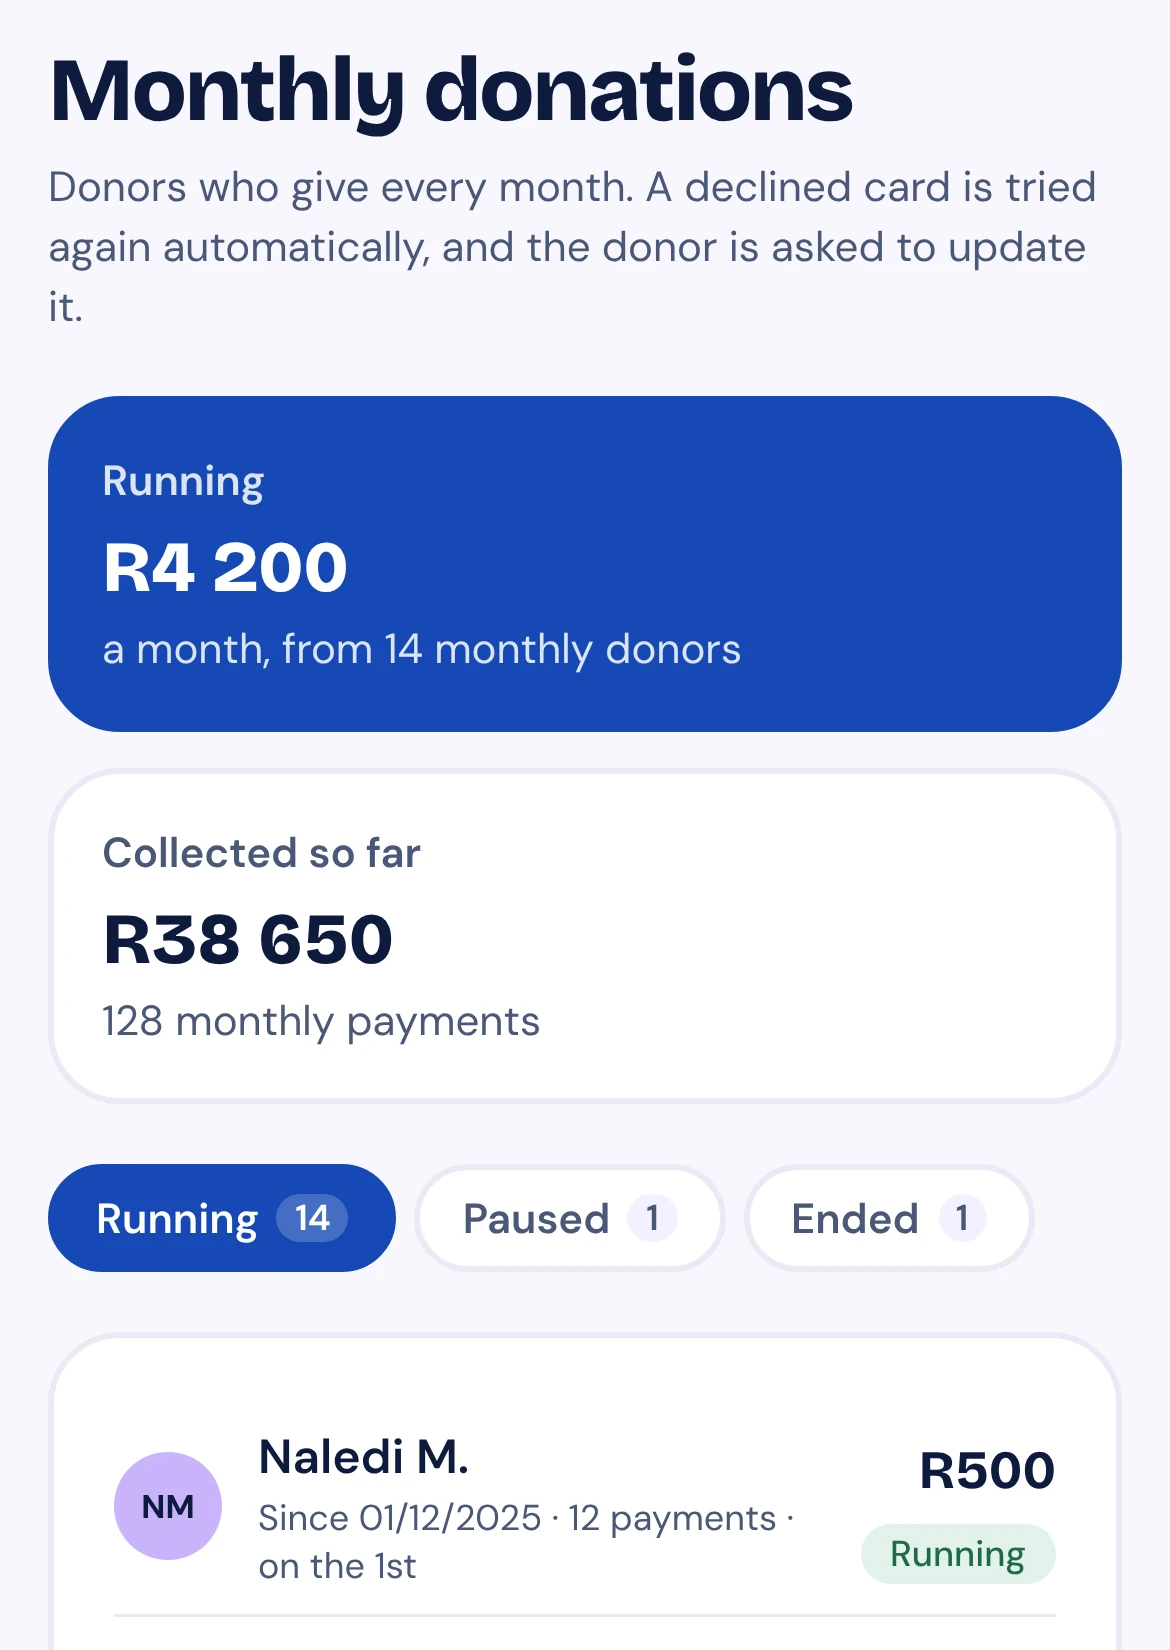 Monthly donations
Donors who give every month. A declined card is tried
again automatically, and the donor is asked to update
it.
Running
R4 200
a month, from 14 monthly donors
Collected so far
R38 650
128 monthly payments
Running 14 Paused 1 Ended 1
NM
Naledi M.
Since 01/12/2025 · 12 payments ·
on the 1st
R500
Running